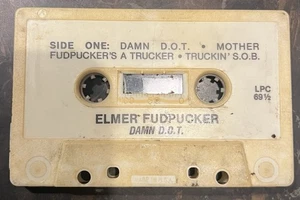 SIDE ONE: DAMN D.O.T. • MOTHER
FUDPUCKER'S A TRUCKER • TRUCKIN' S.O.B.
LPC
69½
ELMER FUDPUCKER
DAMN D.O.T.